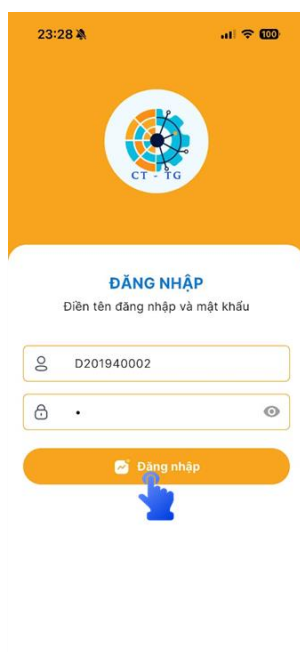 23:28
100
CT - TG
ĐĂNG NHẬP
Điền tên đăng nhập và mật khẩu
D201940002
Đăng nhập